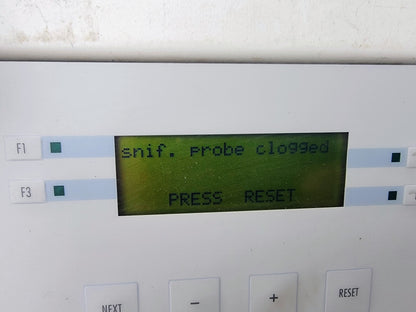 F1
snif. probe clogged
F3
PRESS RESET
NEXT
-
+
RESET